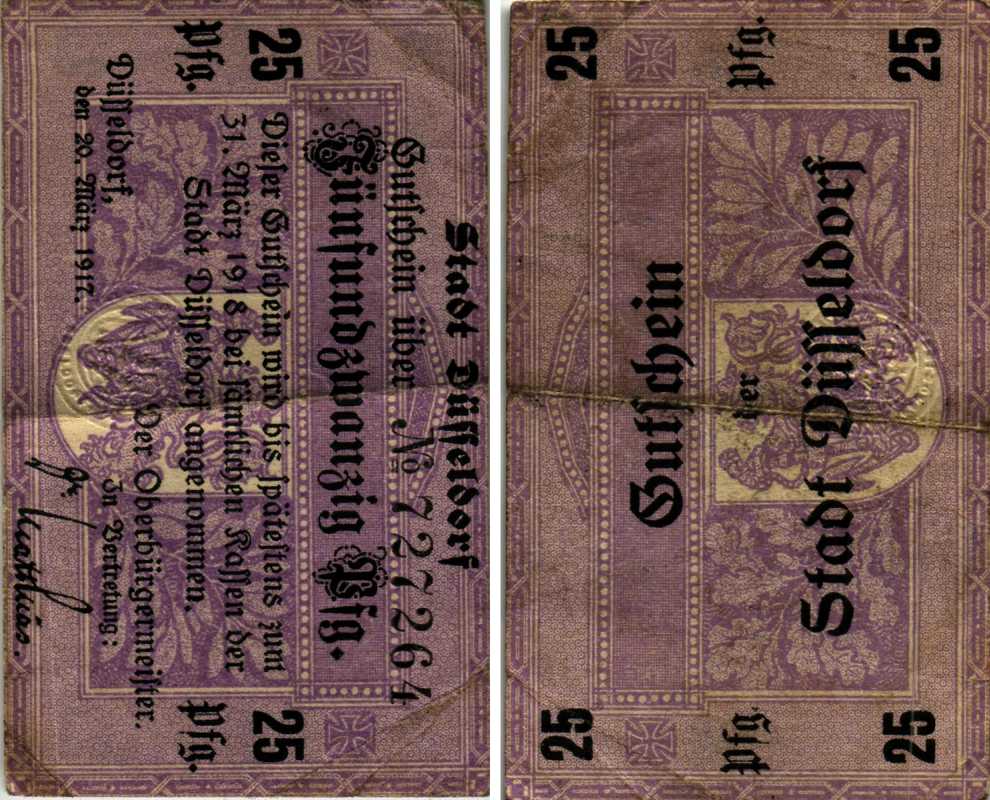 Stadt Düſſeldorf
Gutſchein über No 727264
25 Fünfundzwanzig Pfg. 25
Pfg. Dieſer Gutſchein wird bis ſpäteſtens zum Pfg.
31. März 1918 bei ſämtlichen Kaſſen der
Stadt Düſſeldorf angenommen.
Düſſeldorf, Der Oberbürgermeiſter.
den 20. März 1917. In Vertretung:
gez. Matthias.
25 25
Gutſchein
Pfg. der Pfg.
Stadt Düſſeldorf
25 25